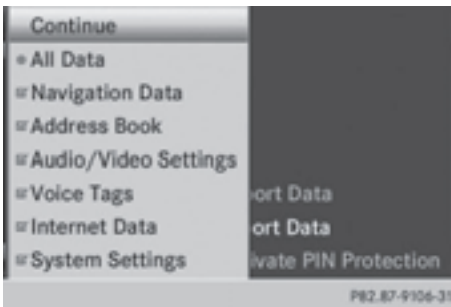 Continue
All Data
Navigation Data
Address Book
Audio/Video Settings
Voice Tags
Internet Data
System Settings
ort Data
ort Data
ivate PIN Protection
P82.87-9106-31